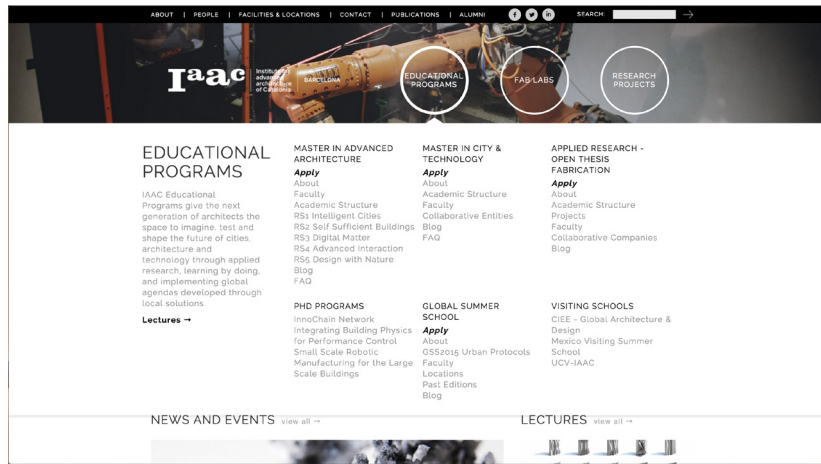 ABOUT | PEOPLE | FACILITIES & LOCATIONS | CONTACT | PUBLICATIONS | ALUMNI
f in
SEARCH:
Iaac
Institute for
advanced
architecture
of Catalonia
BARCELONA
EDUCATIONAL
PROGRAMS
FAB LABS
RESEARCH
PROJECTS
EDUCATIONAL
PROGRAMS
IAAC Educational
Programs give the next
generation of architects the
space to imagine, test and
shape the future of cities,
architecture and
technology through applied
research, learning by doing,
and implementing global
agendas developed through
local solutions.
Lectures →
MASTER IN ADVANCED
ARCHITECTURE
Apply
About
Faculty
Academic Structure
RS1 Intelligent Cities
RS2 Self Sufficient Buildings
RS3 Digital Matter
RS4 Advanced Interaction
RS5 Design with Nature
Blog
FAQ
MASTER IN CITY &
TECHNOLOGY
Apply
About
Academic Structure
Faculty
Collaborative Entities
Blog
FAQ
APPLIED RESEARCH -
OPEN THESIS
FABRICATION
Apply
About
Academic Structure
Projects
Faculty
Collaborative Companies
Blog
PHD PROGRAMS
InnoChain Network
Integrating Building Physics
for Performance Control
Small Scale Robotic
Manufacturing for the Large
Scale Buildings
GLOBAL SUMMER
SCHOOL
Apply
About
GSS2015 Urban Protocols
Faculty
Locations
Past Editions
Blog
VISITING SCHOOLS
CIEE - Global Architecture &
Design
Mexico Visiting Summer
School
UCV-IAAC
NEWS AND EVENTS view all →
LECTURES view all →